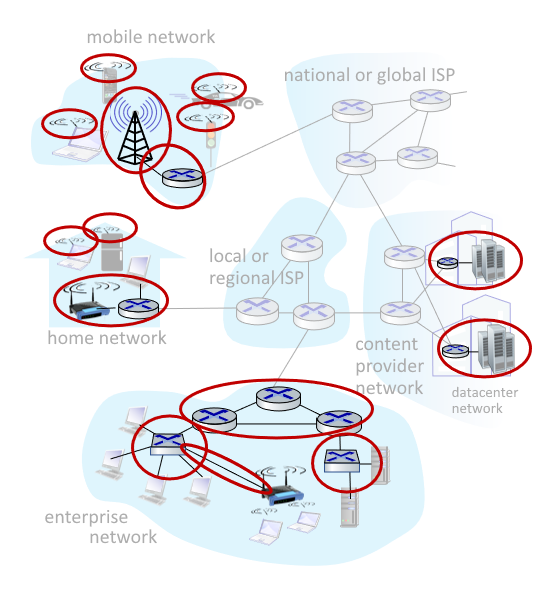 mobile network
national or global ISP
local or
regional ISP
home network
content
provider
network
datacenter
network
enterprise
network